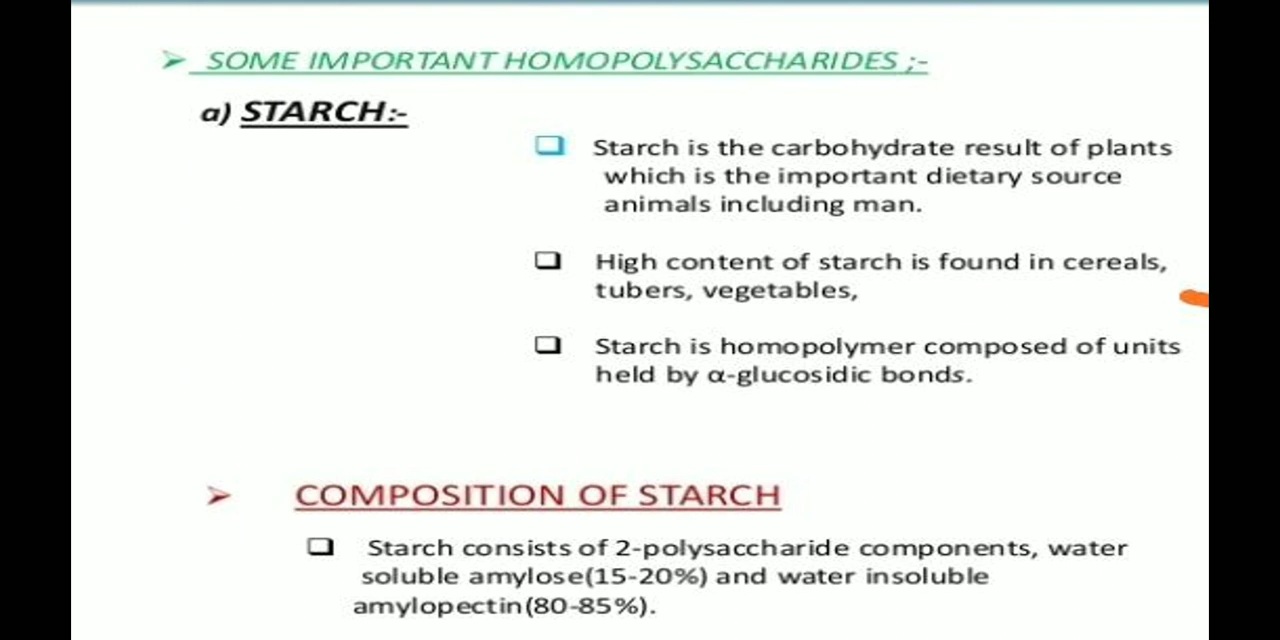 SOME IMPORTANT HOMOPOLYSACCHARIDES ;-
a) STARCH:-
Starch is the carbohydrate result of plants
which is the important dietary source
animals including man.
High content of starch is found in cereals,
tubers, vegetables,
Starch is homopolymer composed of units
held by α-glucosidic bonds.
COMPOSITION OF STARCH
Starch consists of 2-polysaccharide components, water
soluble amylose(15-20%) and water insoluble
amylopectin(80-85%).